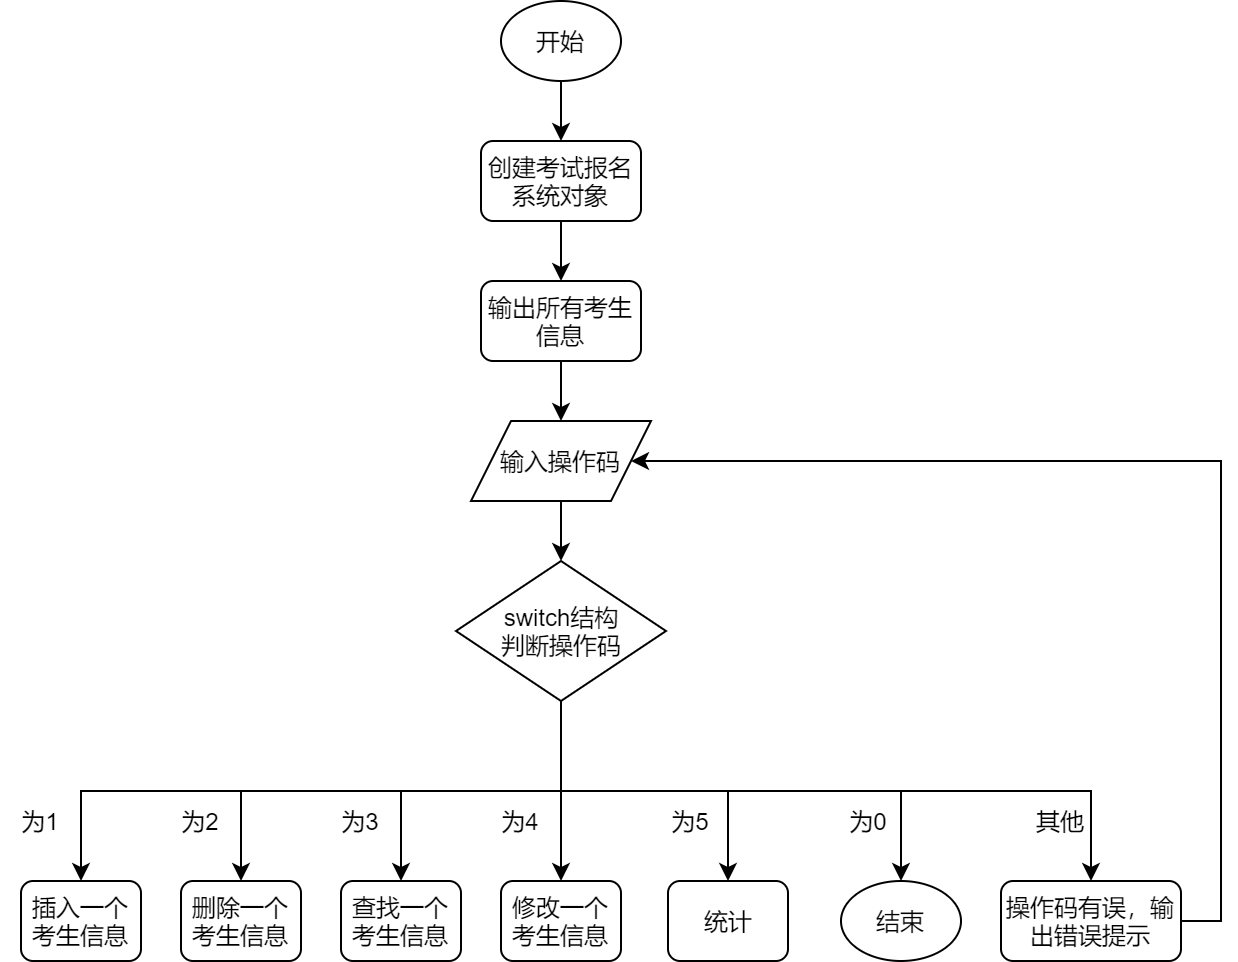 开始
创建考试报名
系统对象
输出所有考生
信息
输入操作码
switch结构
判断操作码
为1
为2
为3
为4
为5
为0
其他
插入一个
考生信息
删除一个
考生信息
查找一个
考生信息
修改一个
考生信息
统计
结束
操作码有误，输
出错误提示